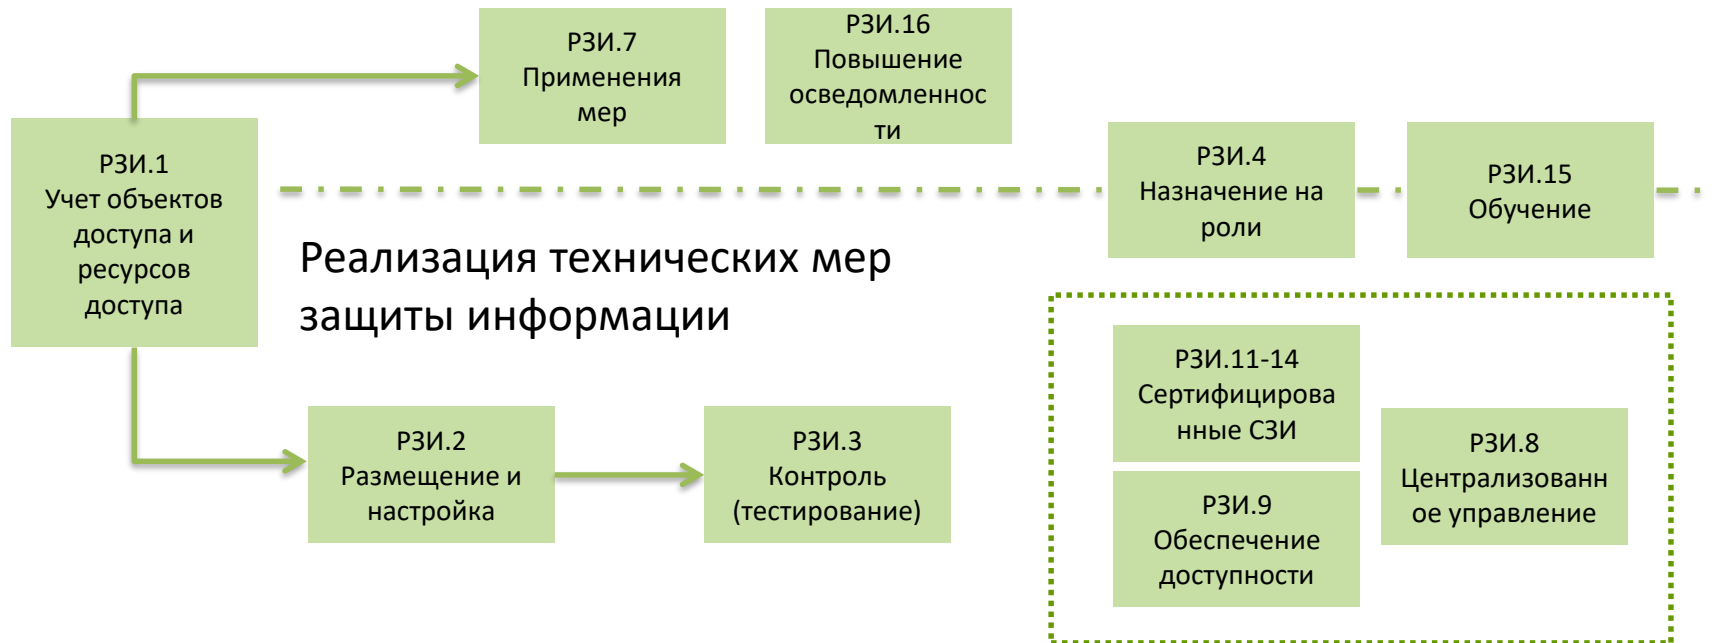 РЗИ.7
Применения
мер
РЗИ.16
Повышение
осведомленнос
ти
РЗИ.1
Учет объектов
доступа и
ресурсов
доступа
РЗИ.4
Назначение на
роли
РЗИ.15
Обучение
Реализация технических мер
защиты информации
РЗИ.2
Размещение и
настройка
РЗИ.3
Контроль
(тестирование)
РЗИ.11-14
Сертифицирова
нные СЗИ
РЗИ.9
Обеспечение
доступности
РЗИ.8
Централизованн
ое управление